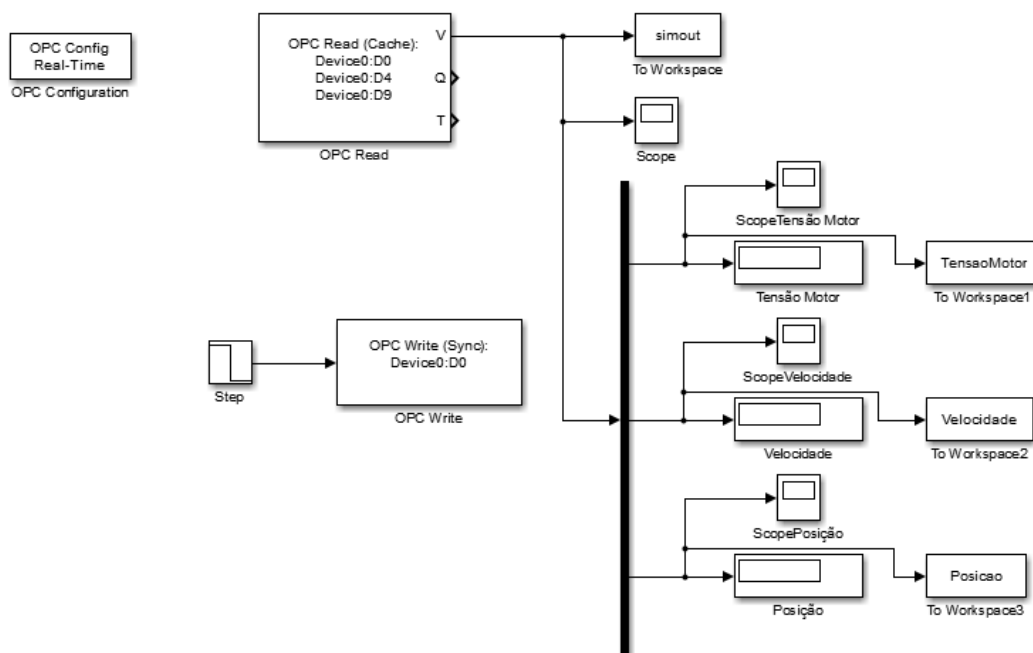 OPC Config
Real-Time
OPC Configuration
OPC Read (Cache):
Device0:D0
Device0:D4
Device0:D9
V
Q
T
OPC Read
simout
To Workspace
Scope
ScopeTensão Motor
Tensão Motor
TensaoMotor
To Workspace1
Step
OPC Write (Sync):
Device0:D0
OPC Write
ScopeVelocidade
Velocidade
Velocidade
To Workspace2
ScopePosição
Posição
Posicao
To Workspace3